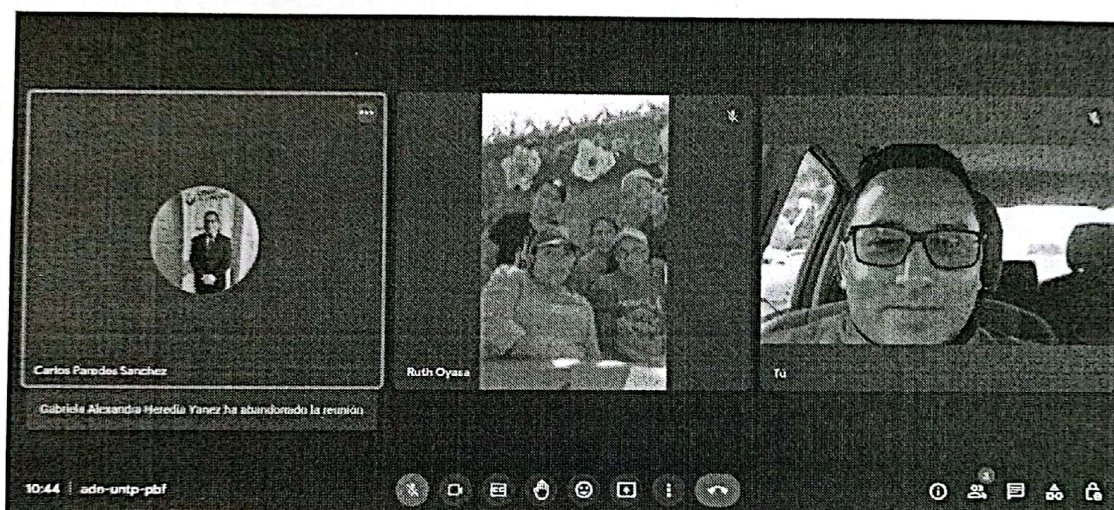 Carlos Paredes Sanchez
Ruth Oyasa
Tú
Gabriela Alexandra Heredia Yanez ha abandonado la reunión
10:44 | adn-untp-pbf